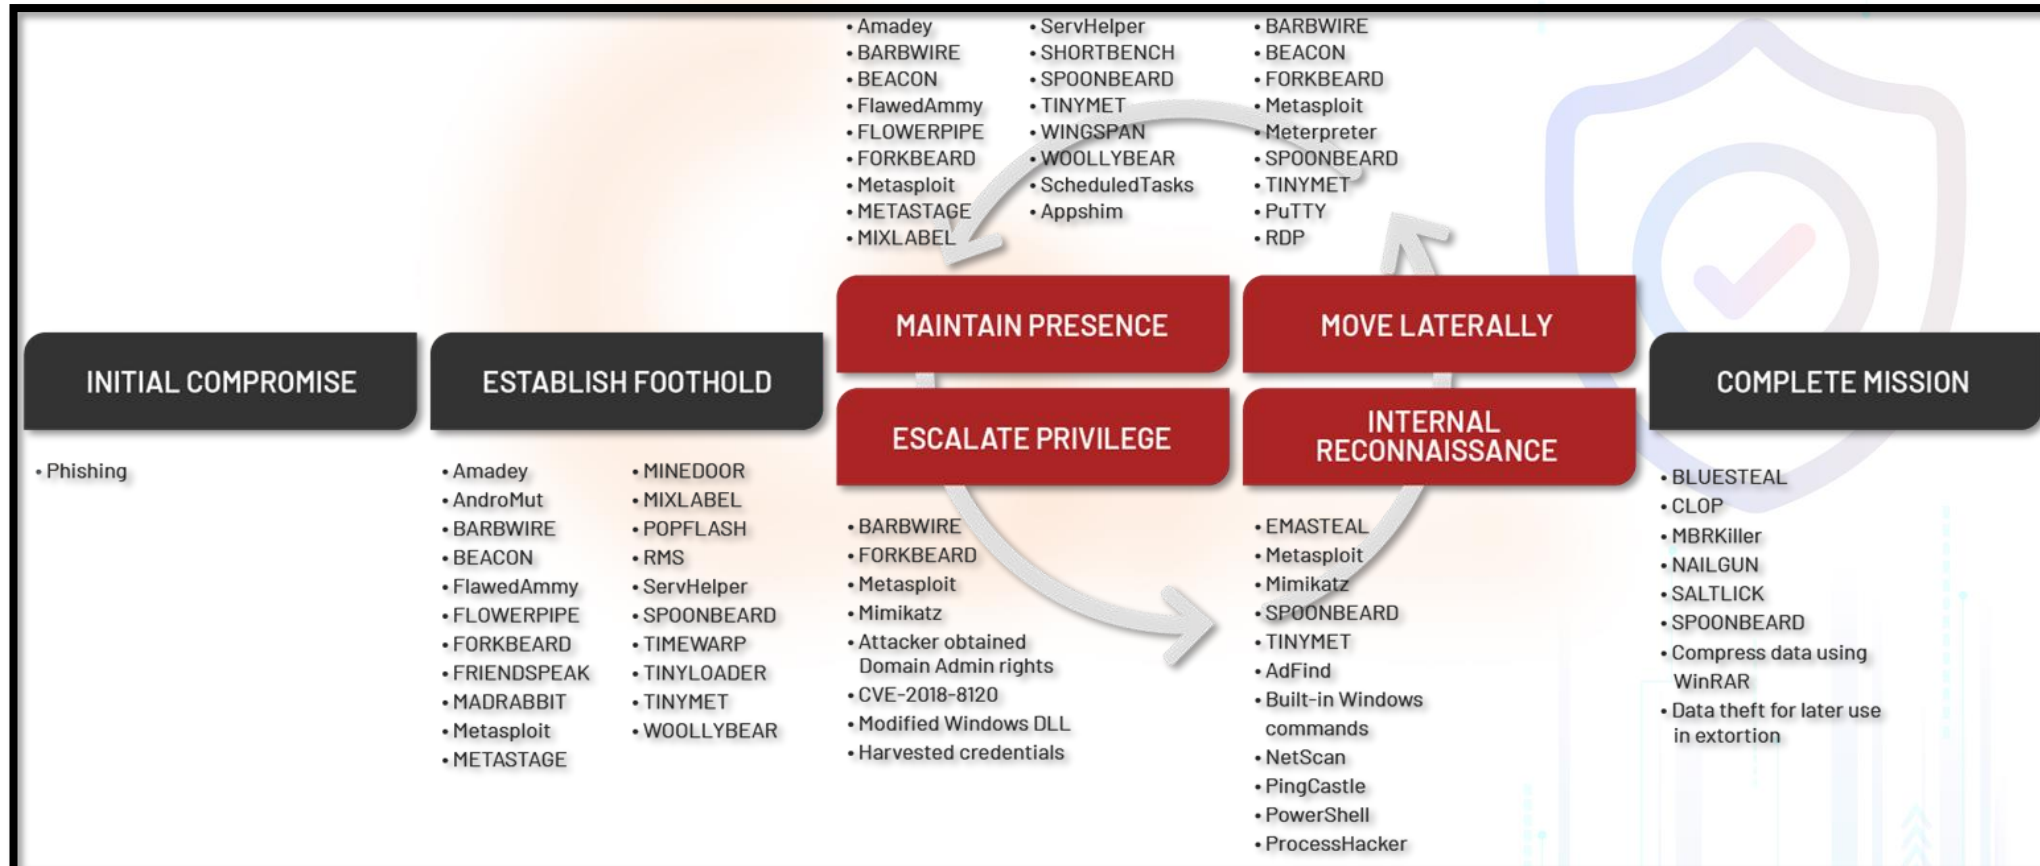 INITIAL COMPROMISE
• Phishing
ESTABLISH FOOTHOLD
• Amadey
• AndroMut
• BARBWIRE
• BEACON
• FlawedAmmy
• FLOWERPIPE
• FORKBEARD
• FRIENDSPEAK
• MADRABBIT
• Metasploit
• METASTAGE
• MINEDOOR
• MIXLABEL
• POPFLASH
• RMS
• ServHelper
• SPOONBEARD
• TIMEWARP
• TINYLOADER
• TINYMET
• WOOLLYBEAR
• Amadey
• BARBWIRE
• BEACON
• FlawedAmmy
• FLOWERPIPE
• FORKBEARD
• Metasploit
• METASTAGE
• MIXLABEL
• ServHelper
• SHORTBENCH
• SPOONBEARD
• TINYMET
• WINGSPAN
• WOOLLYBEAR
• ScheduledTasks
• Appshim
MAINTAIN PRESENCE
ESCALATE PRIVILEGE
• BARBWIRE
• FORKBEARD
• Metasploit
• Mimikatz
• Attacker obtained
Domain Admin rights
• CVE-2018-8120
• Modified Windows DLL
• Harvested credentials
• BARBWIRE
• BEACON
• FORKBEARD
• Metasploit
• Meterpreter
• SPOONBEARD
• TINYMET
• PuTTY
• RDP
MOVE LATERALLY
INTERNAL
RECONNAISSANCE
• EMASTEAL
• Metasploit
• Mimikatz
• SPOONBEARD
• TINYMET
• AdFind
• Built-in Windows
commands
• NetScan
• PingCastle
• PowerShell
• ProcessHacker
COMPLETE MISSION
• BLUESTEAL
• CLOP
• MBRKiller
• NAILGUN
• SALTLICK
• SPOONBEARD
• Compress data using
WinRAR
• Data theft for later use
in extortion